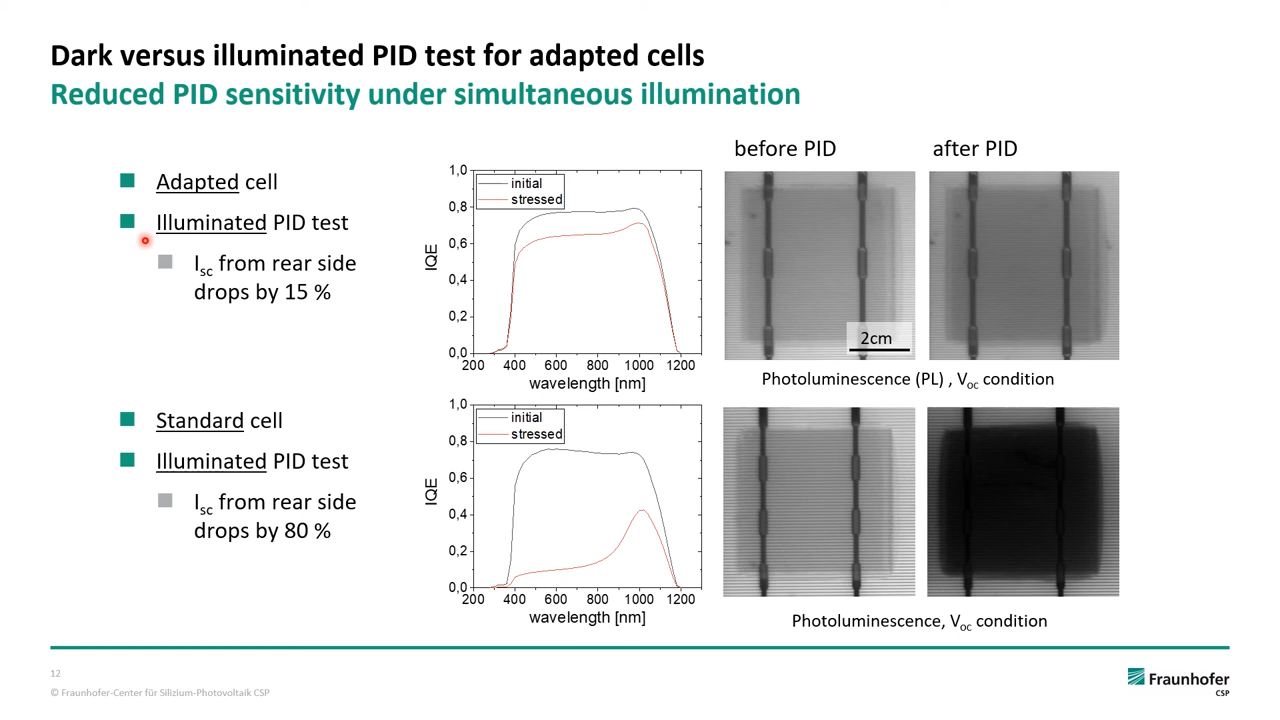 Dark versus illuminated PID test for adapted cells
Reduced PID sensitivity under simultaneous illumination
before PID
after PID
Adapted cell
Illuminated PID test
Isc from rear side
drops by 15 %
1,0
0,8
0,6
0,4
0,2
0,0
IQE
initial
stressed
200 400 600 800 1000 1200
wavelength [nm]
2cm
Photoluminescence (PL) , Voc condition
Standard cell
Illuminated PID test
Isc from rear side
drops by 80 %
1,0
0,8
0,6
0,4
0,2
0,0
IQE
initial
stressed
200 400 600 800 1000 1200
wavelength [nm]
Photoluminescence, Voc condition
12
© Fraunhofer-Center für Silizium-Photovoltaik CSP
Fraunhofer
CSP